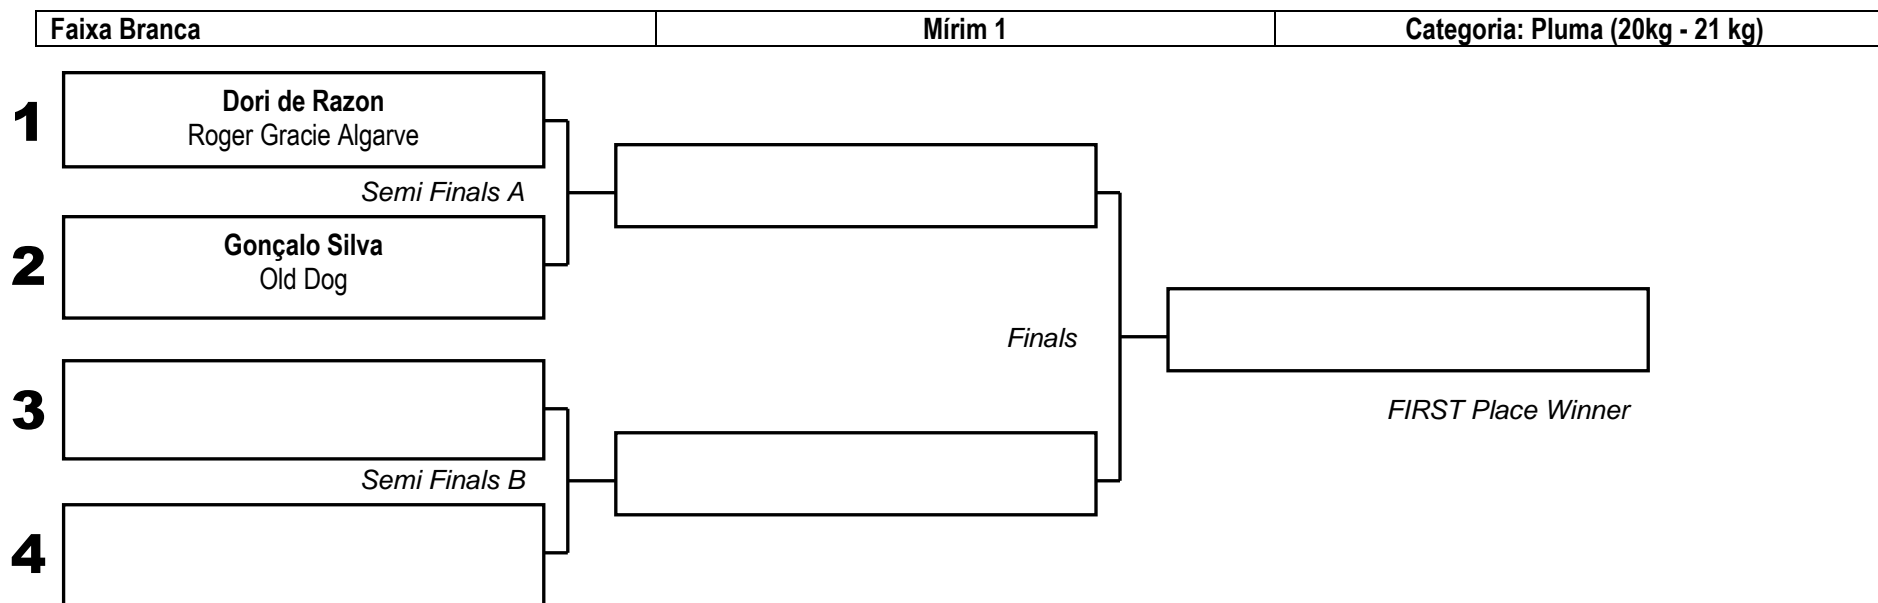 Faixa Branca
Mírim 1
Categoria: Pluma (20kg - 21 kg)
1
Dori de Razon
Roger Gracie Algarve
Semi Finals A
2
Gonçalo Silva
Old Dog
Finals
3
FIRST Place Winner
Semi Finals B
4